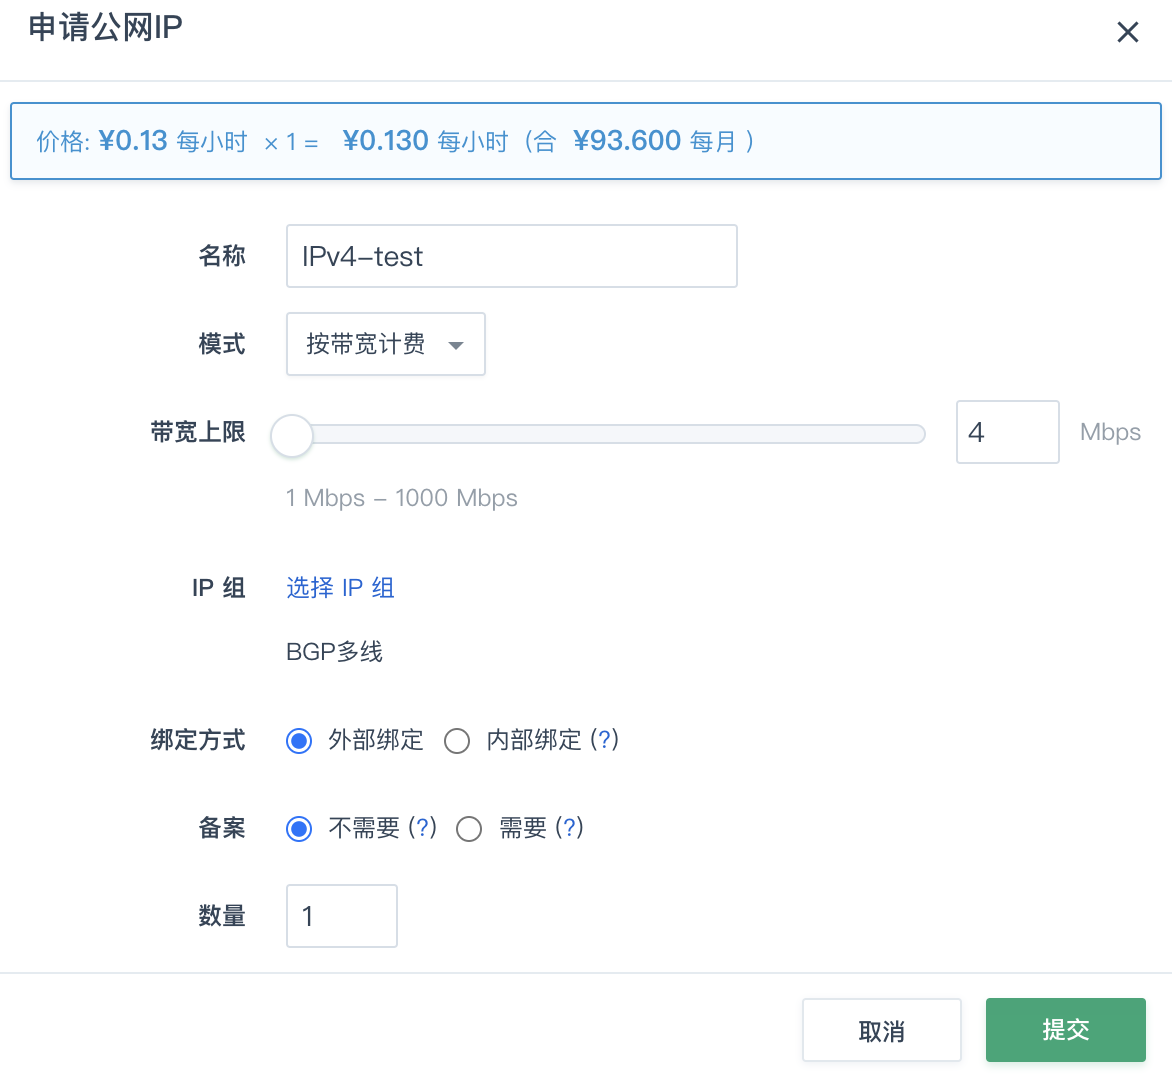 申请公网IP
价格: ¥0.13 每小时 × 1 = ¥0.130 每小时（合 ¥93.600 每月 ）
名称 IPv4-test
模式 按带宽计费
带宽上限 4 Mbps
1 Mbps – 1000 Mbps
IP 组 选择 IP 组
BGP多线
绑定方式 外部绑定 内部绑定 (?)
备案 不需要 (?) 需要 (?)
数量 1
取消 提交